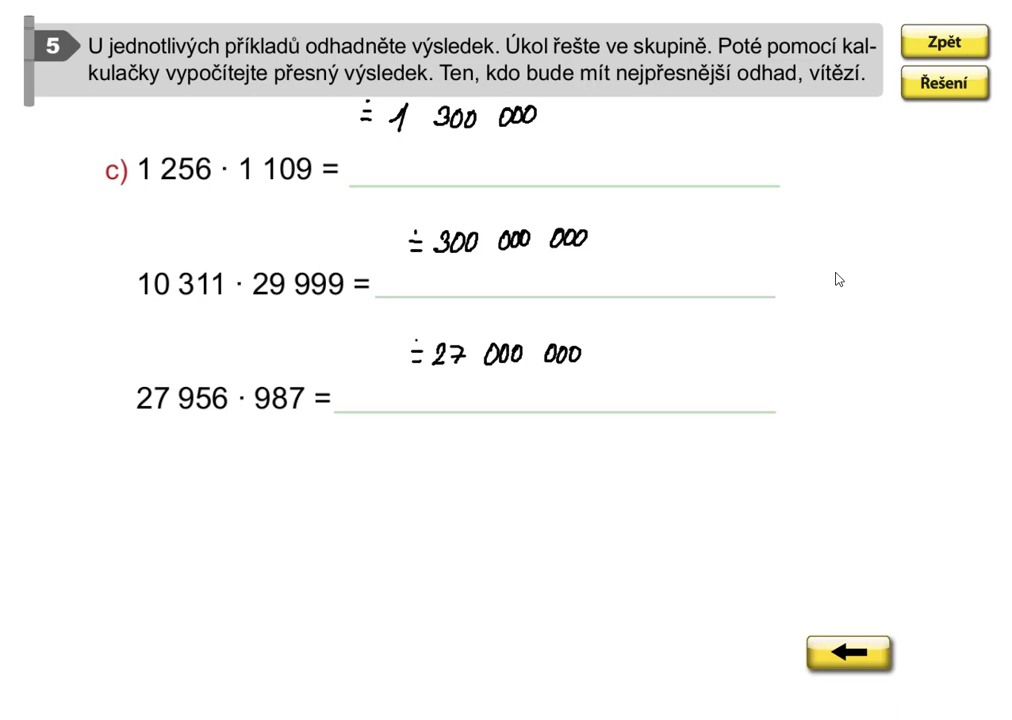 5 U jednotlivých příkladů odhadněte výsledek. Úkol řešte ve skupině. Poté pomocí kal-
kulačky vypočítejte přesný výsledek. Ten, kdo bude mít nejpřesnější odhad, vítězí.
Zpět
Řešení
≐ 1 300 000
c) 1 256 · 1 109 =
≐ 300 000 000
10 311 · 29 999 =
≐ 27 000 000
27 956 · 987 =